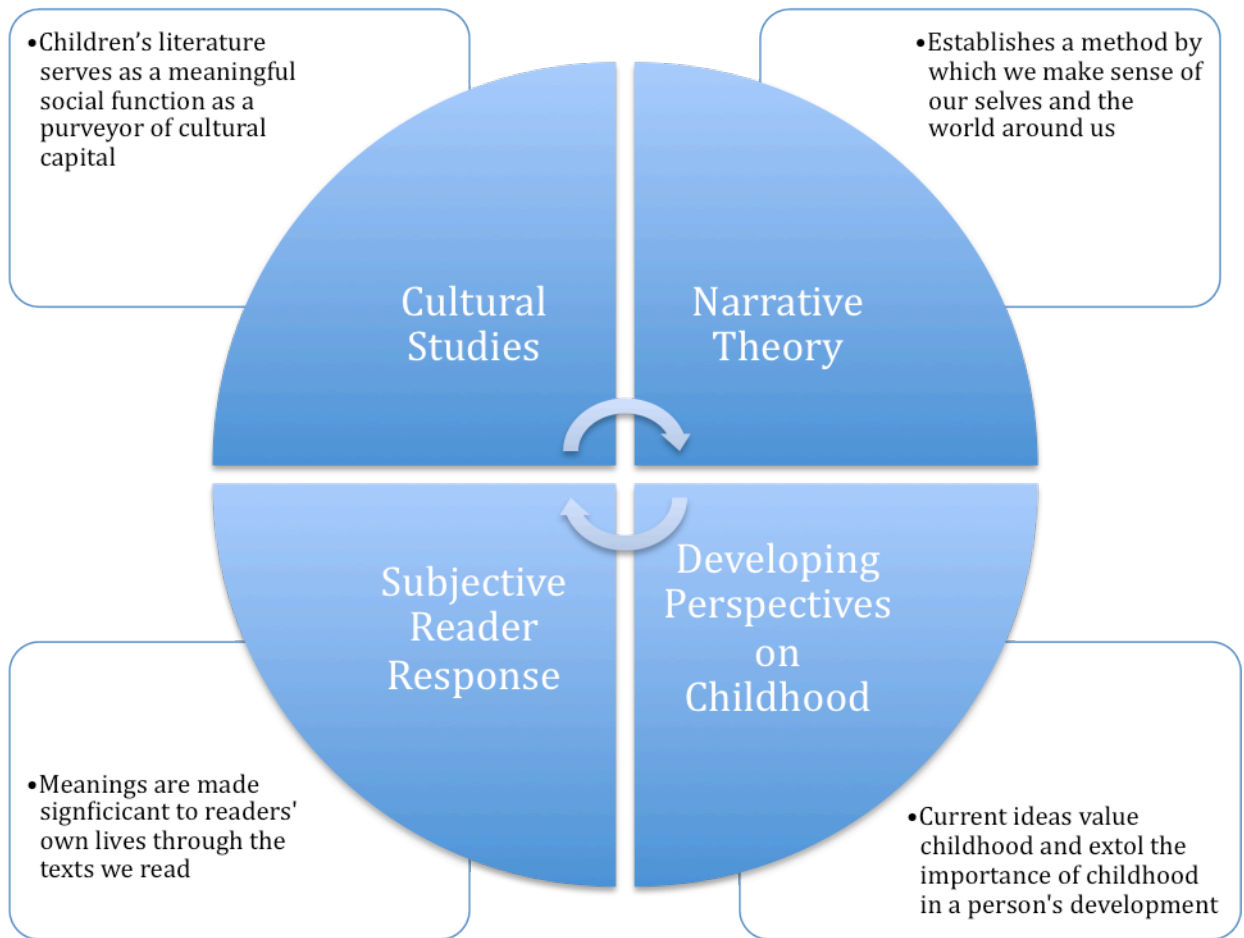 •Children’s literature
serves as a meaningful
social function as a
purveyor of cultural
capital
•Establishes a method by
which we make sense of
our selves and the
world around us
Cultural
Studies
Narrative
Theory
Subjective
Reader
Response
Developing
Perspectives
on
Childhood
•Meanings are made
signficicant to readers'
own lives through the
texts we read
•Current ideas value
childhood and extol the
importance of childhood
in a person's development